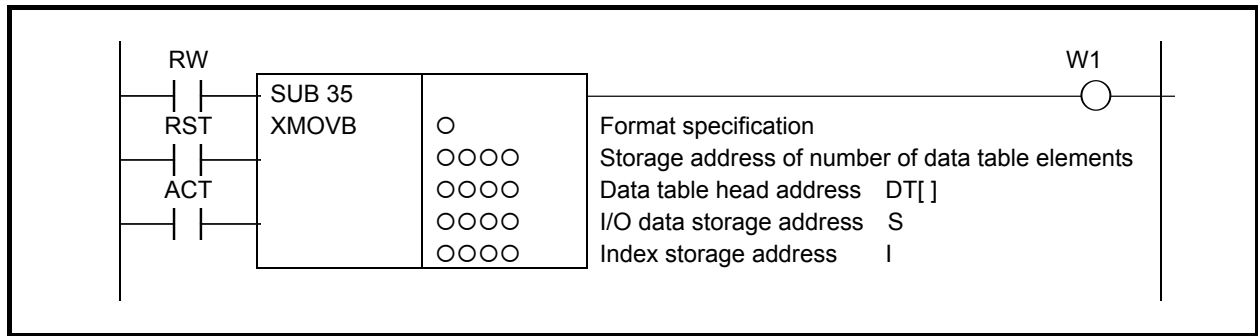 RW W1
SUB 35
RST XMOVB ○ Format specification
○○○○ Storage address of number of data table elements
ACT ○○○○ Data table head address DT[ ]
○○○○ I/O data storage address S
○○○○ Index storage address I